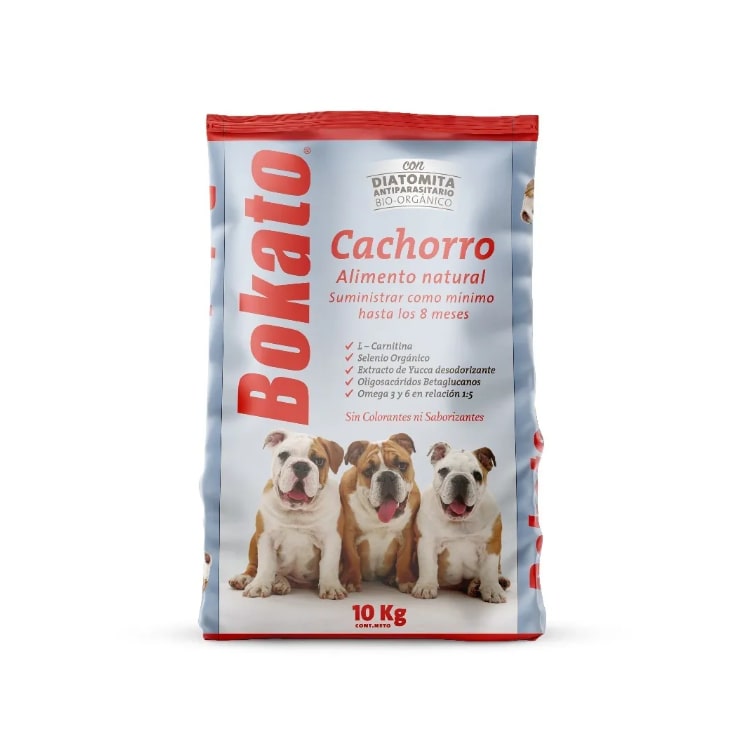 Bokato®
con
DIATOMITA
ANTIPARASITARIO
BIO-ORGÁNICO
Cachorro
Alimento natural
Suministrar como mínimo
hasta los 8 meses
✓ L – Carnitina
✓ Selenio Orgánico
✓ Extracto de Yucca desodorizante
✓ Oligosacáridos Betaglucanos
✓ Omega 3 y 6 en relación 1:5
Sin Colorantes ni Saborizantes
10 Kg
CONT.NETO